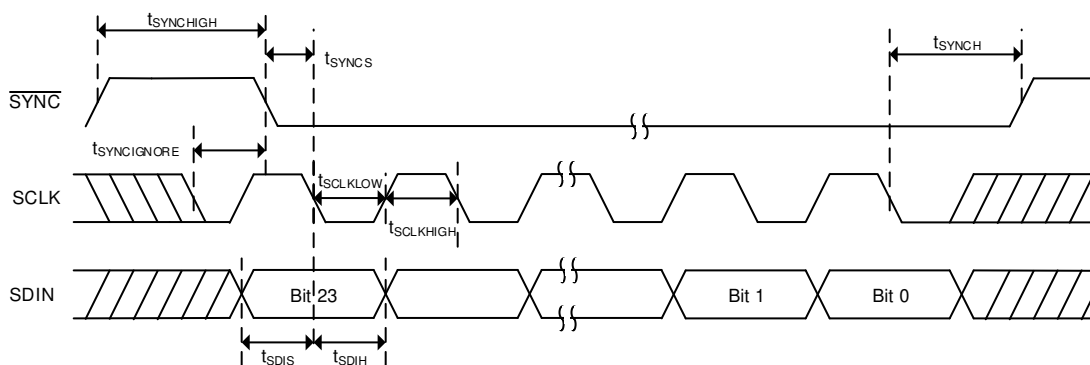 tSYNCHIGH
tSYNCS
tSYNCH
SYNC
tSYNCIGNORE
SCLK
tSCLKLOW
tSCLKHIGH
SDIN
Bit 23
Bit 1
Bit 0
tSDIS
tSDIH